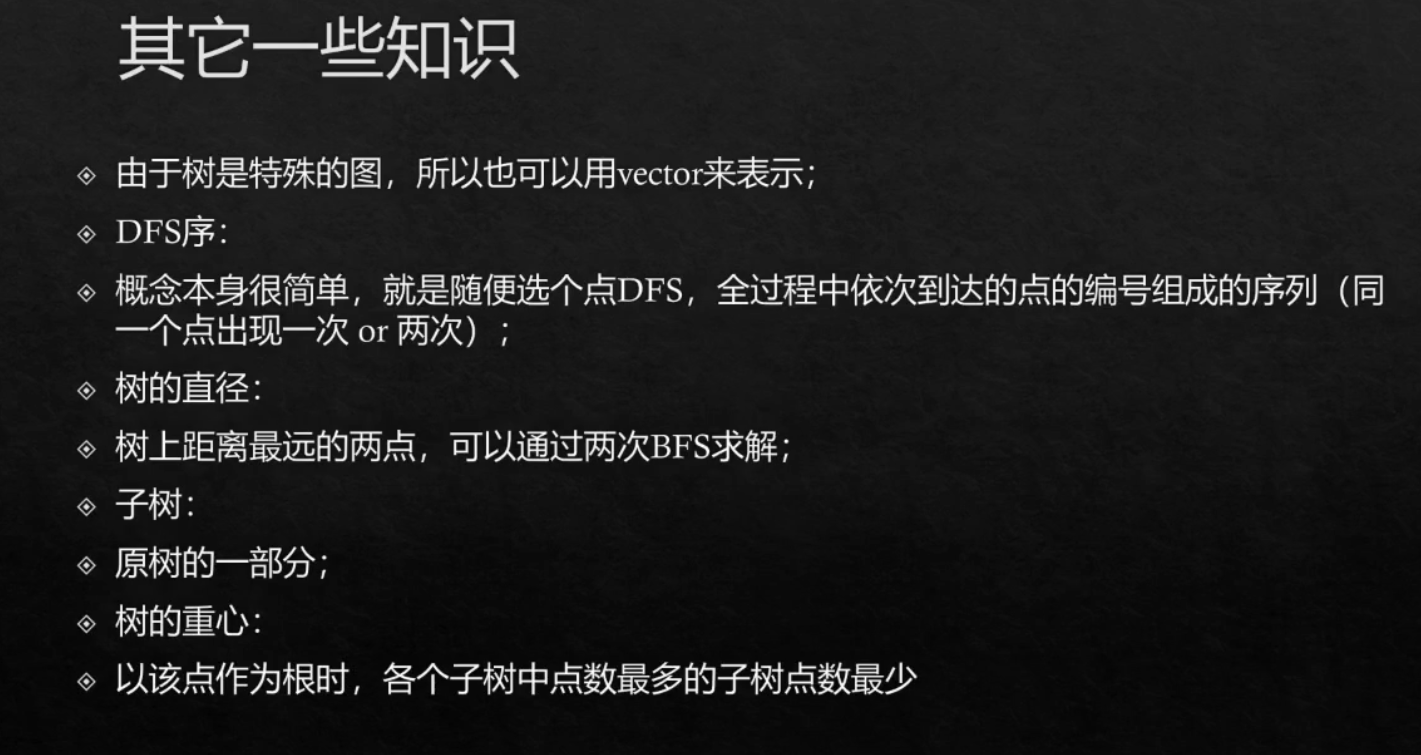 其它一些知识
由于树是特殊的图，所以也可以用vector来表示；
DFS序：
概念本身很简单，就是随便选个点DFS，全过程中依次到达的点的编号组成的序列（同
一个点出现一次 or 两次）；
树的直径：
树上距离最远的两点，可以通过两次BFS求解；
子树：
原树的一部分；
树的重心：
以该点作为根时，各个子树中点数最多的子树点数最少